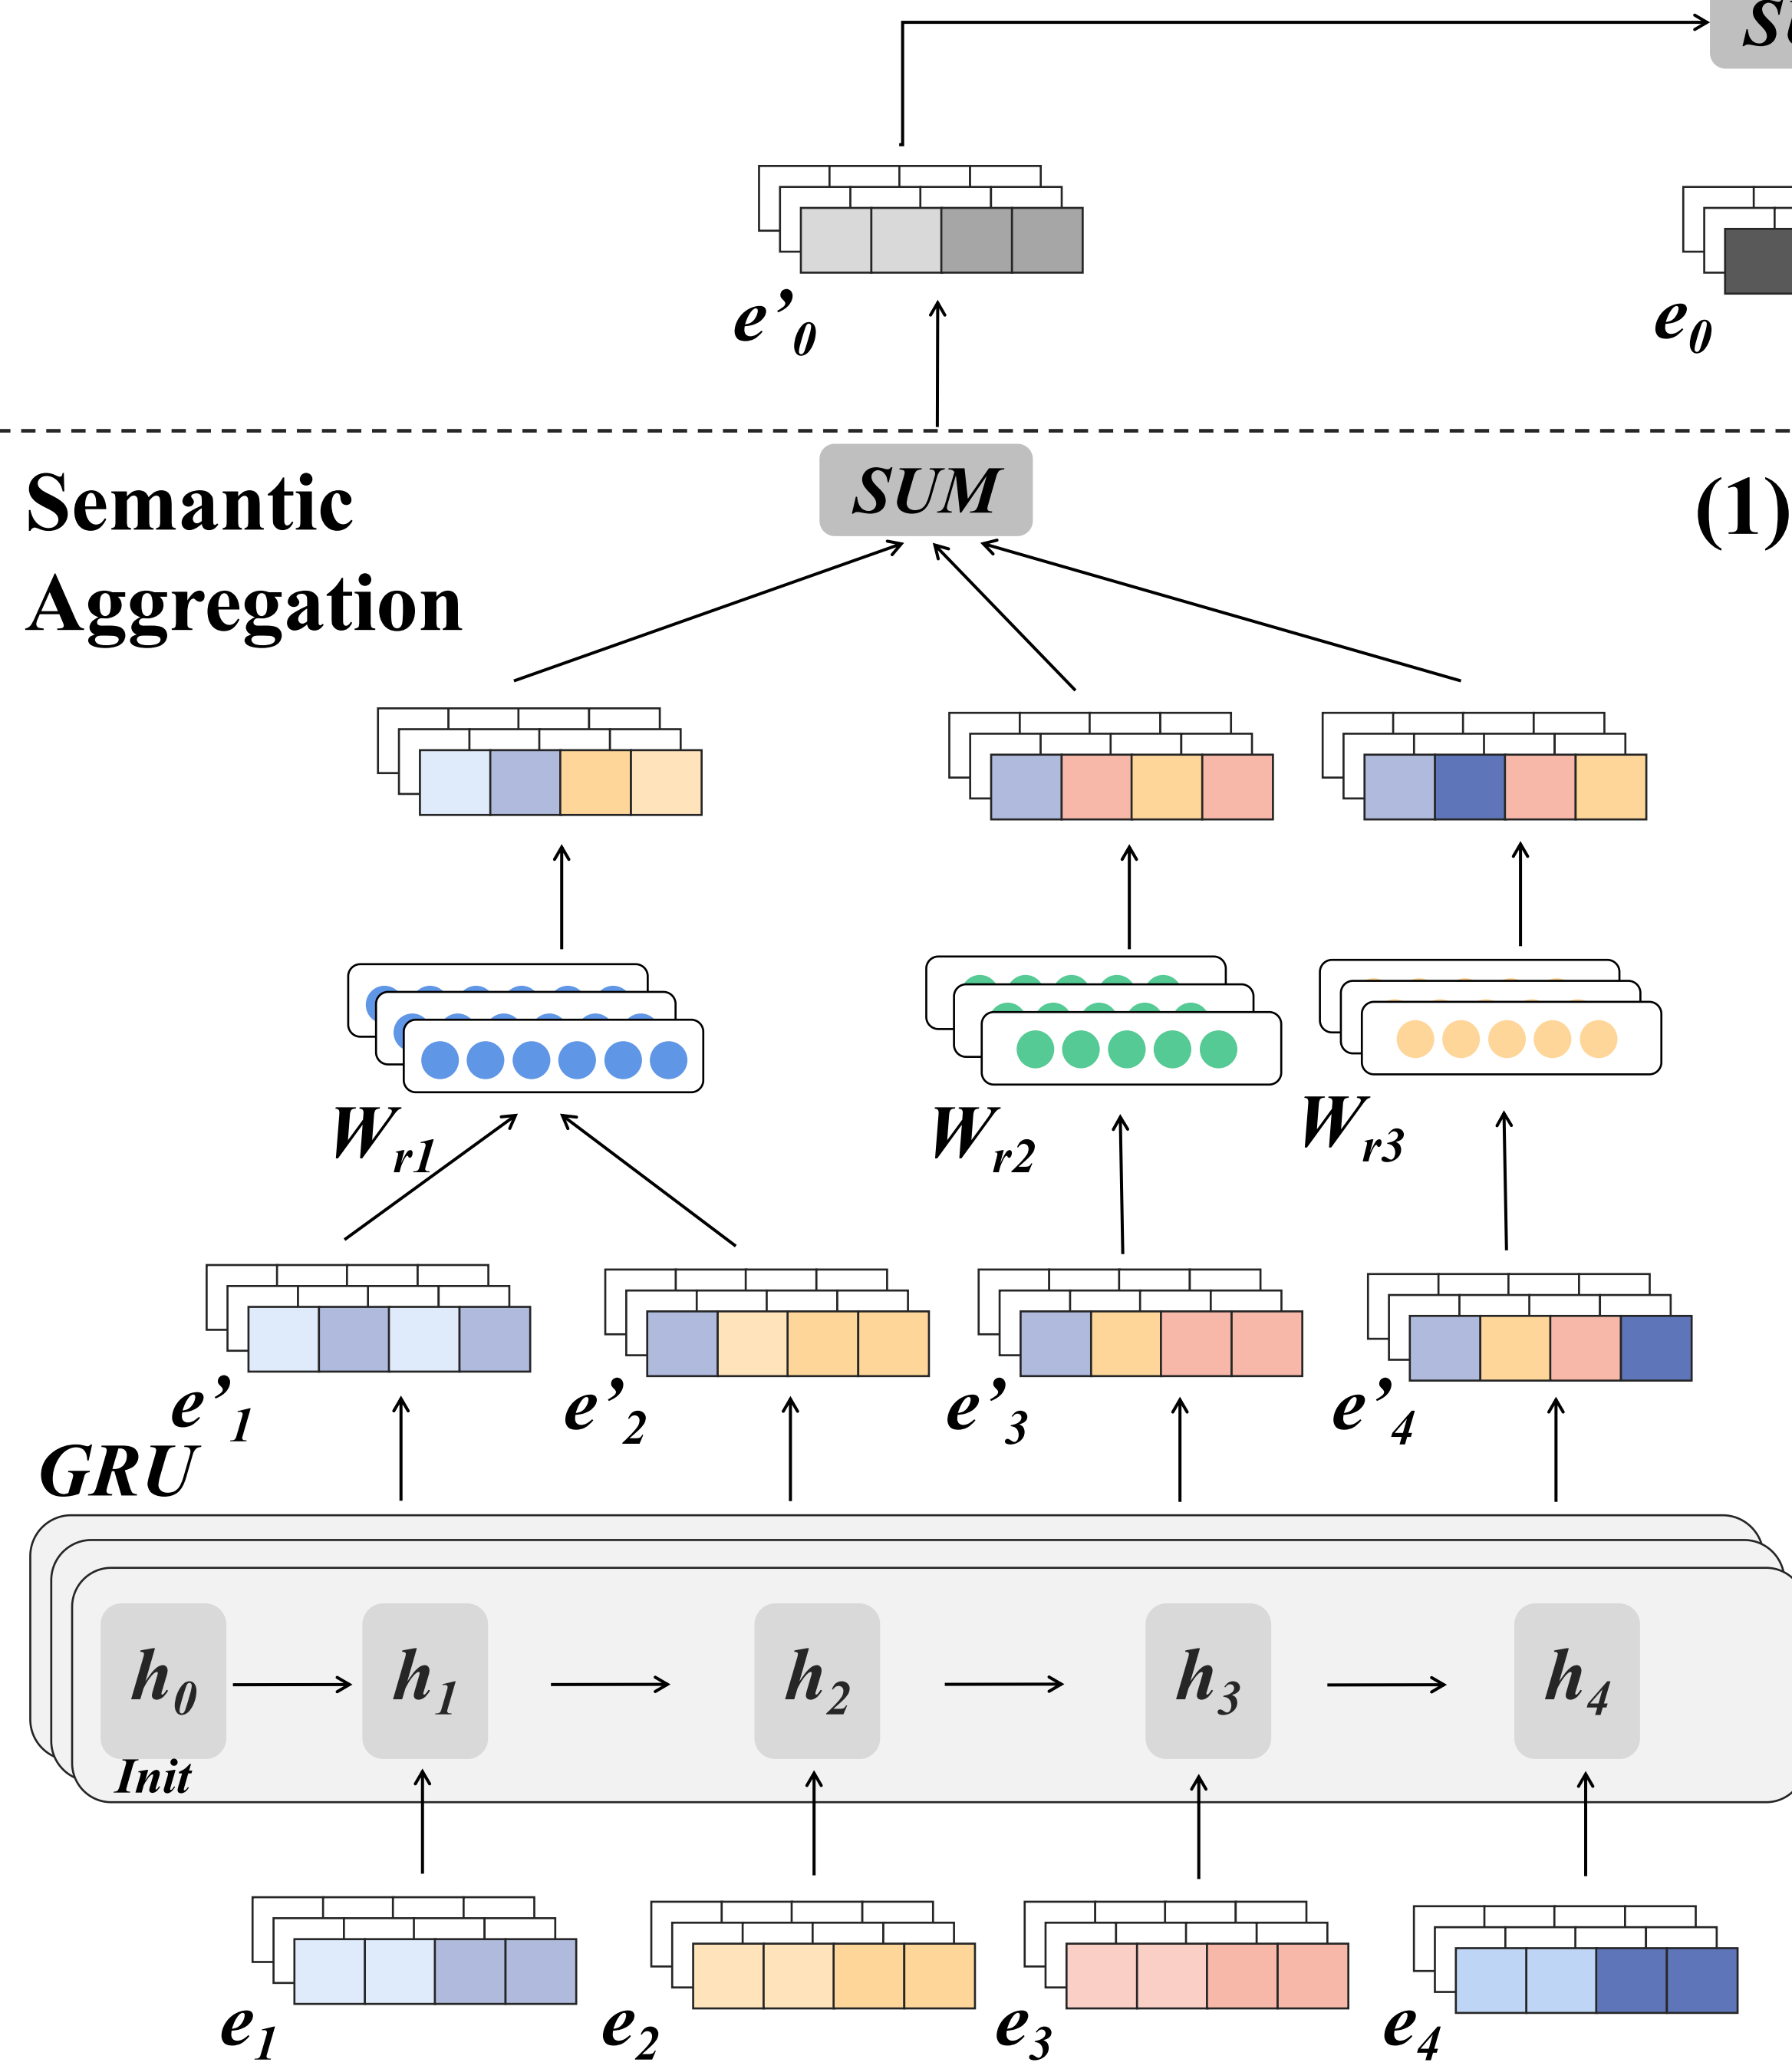 e’0
e0
SUM
Semantic
Aggregation
(1)
Wr1
Wr2
Wr3
e’1
e’2
e’3
e’4
GRU
h0
h1
h2
h3
h4
Init
e1
e2
e3
e4